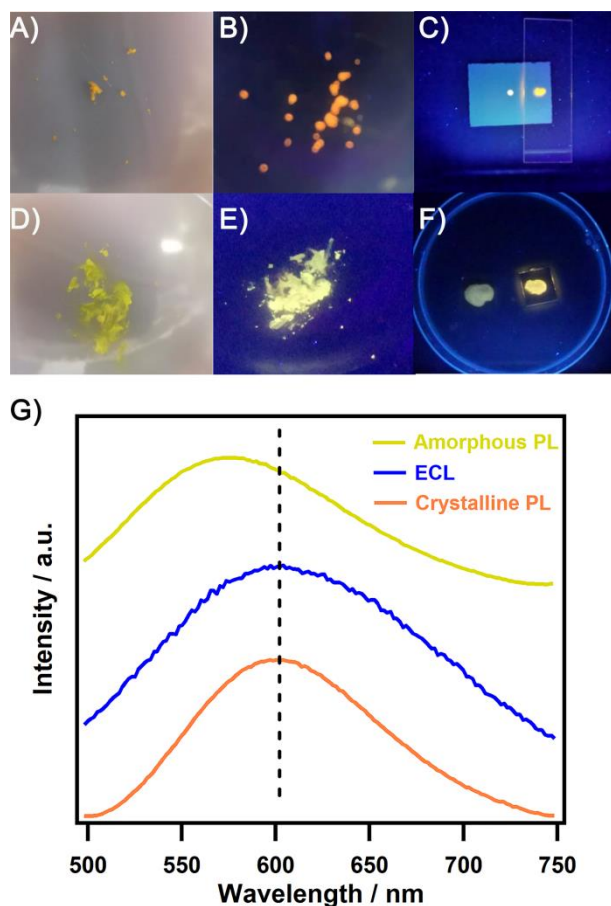 A)
B)
C)
D)
E)
F)
G)
Amorphous PL
ECL
Crystalline PL
Intensity / a.u.
500 550 600 650 700 750
Wavelength / nm